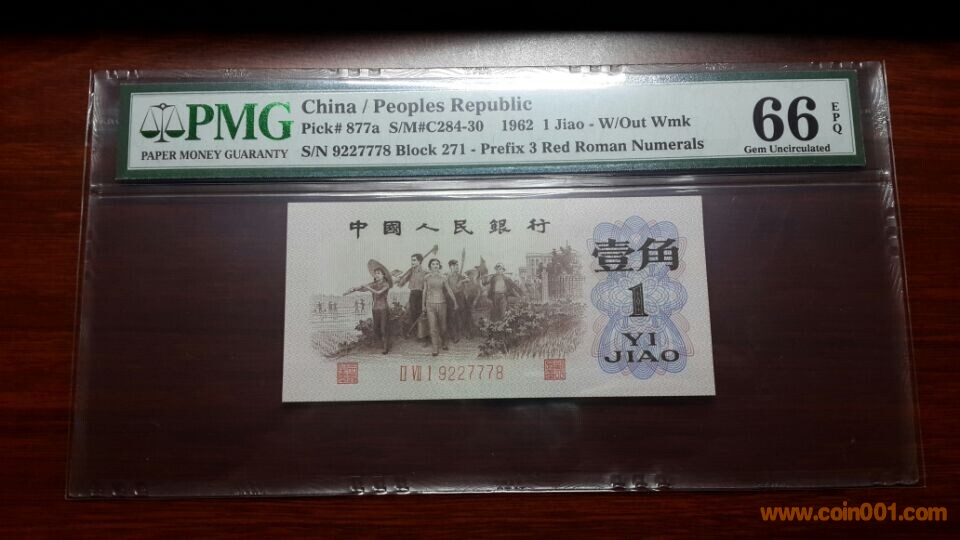 PMG
PAPER MONEY GUARANTY
China / Peoples Republic
Pick# 877a S/M#C284-30 1962 1 Jiao - W/Out Wmk
S/N 9227778 Block 271 - Prefix 3 Red Roman Numerals
66 EPQ
Gem Uncirculated
中國人民銀行
壹角
1
YI
JIAO
II VII I 9227778
www.coin001.com